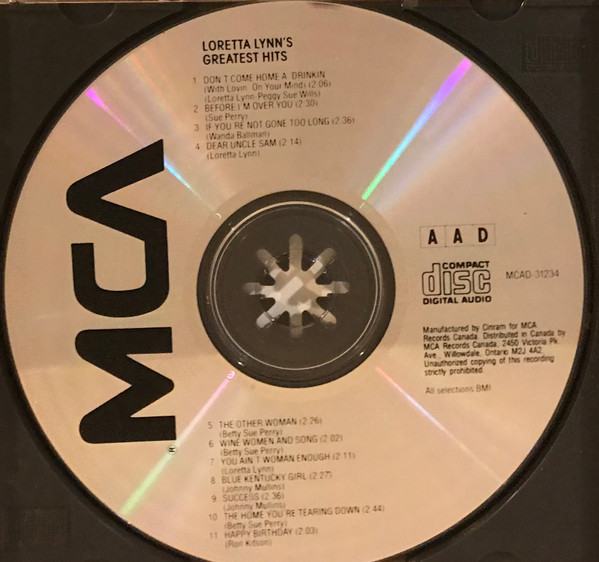 LORETTA LYNN'S
GREATEST HITS
1 DON'T COME HOME A DRINKIN
(With Lovin' On Your Mind) (2:06)
(Loretta Lynn-Peggy Sue Wills)
2 BEFORE I'M OVER YOU (2:30)
(Sue Perry)
3 IF YOU'RE NOT GONE TOO LONG (2:36)
(Wanda Ballman)
4 DEAR UNCLE SAM (2:14)
(Loretta Lynn)
MCA
®
A A D
COMPACT
disc
DIGITAL AUDIO
MCAD-31234
Manufactured by Cinram for MCA
Records Canada. Distributed in Canada by
MCA Records Canada, 2450 Victoria Pk.
Ave., Willowdale, Ontario M2J 4A2.
Unauthorized copying of this recording
strictly prohibited.
All selections BMI
5 THE OTHER WOMAN (2:26)
(Betty Sue Perry)
6 WINE WOMEN AND SONG (2:02)
(Betty Sue Perry)
7 YOU AIN'T WOMAN ENOUGH (2:11)
(Loretta Lynn)
8 BLUE KENTUCKY GIRL (2:27)
(Johnny Mullins)
9 SUCCESS (2:36)
(Johnny Mullins)
10 THE HOME YOU'RE TEARING DOWN (2:44)
(Betty Sue Perry)
11 HAPPY BIRTHDAY (2:03)
(Ron Kitson)